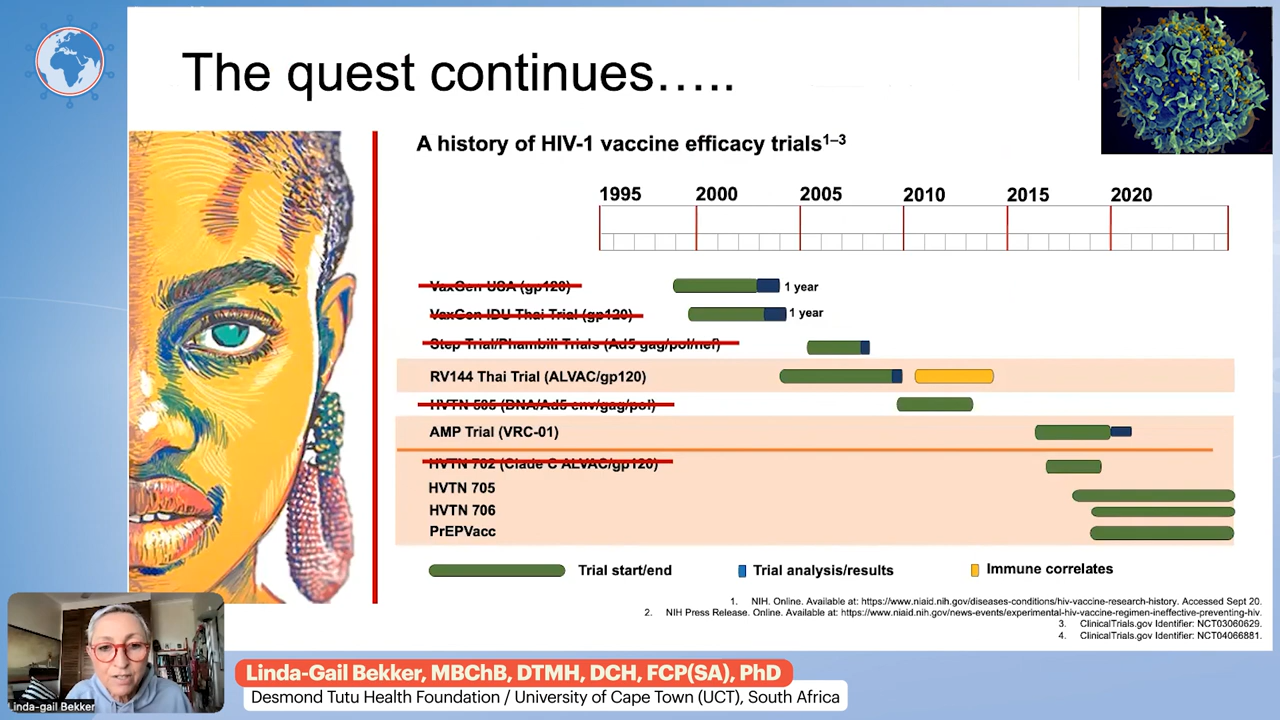 The quest continues…..
A history of HIV-1 vaccine efficacy trials1–3
1995 2000 2005 2010 2015 2020
VaxGen USA (gp120) 1 year
VaxGen IDU Thai Trial (gp120) 1 year
Step Trial/Phambili Trials (Ad5 gag/pol/nef)
RV144 Thai Trial (ALVAC/gp120)
HVTN 505 (DNA/Ad5 env/gag/pol)
AMP Trial (VRC-01)
HVTN 702 (Clade C ALVAC/gp120)
HVTN 705
HVTN 706
PrEPVacc
Trial start/end Trial analysis/results Immune correlates
1. NIH. Online. Available at: https://www.niaid.nih.gov/diseases-conditions/hiv-vaccine-research-history. Accessed Sept 20.
2. NIH Press Release. Online. Available at: https://www.niaid.nih.gov/news-events/experimental-hiv-vaccine-regimen-ineffective-preventing-hiv.
3. ClinicalTrials.gov Identifier: NCT03060629.
4. ClinicalTrials.gov Identifier: NCT04066881.
Linda-Gail Bekker, MBChB, DTMH, DCH, FCP(SA), PhD
Desmond Tutu Health Foundation / University of Cape Town (UCT), South Africa
Linda-gail Bekker